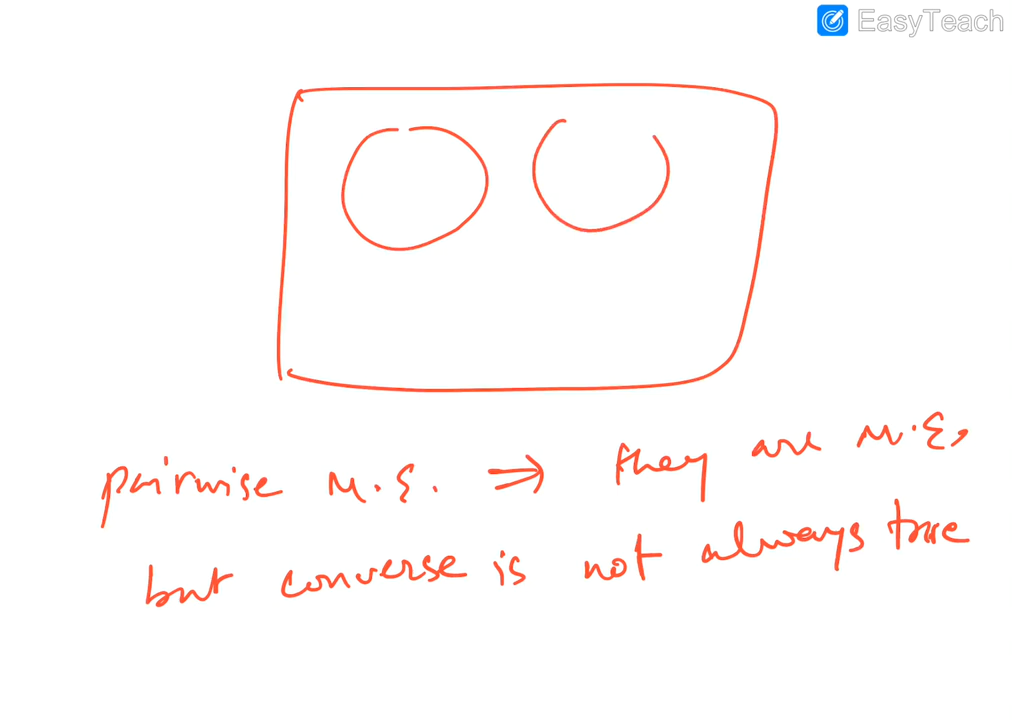 EasyTeach
pairwise M.E. ⇒ they are M.E,
but converse is not always true